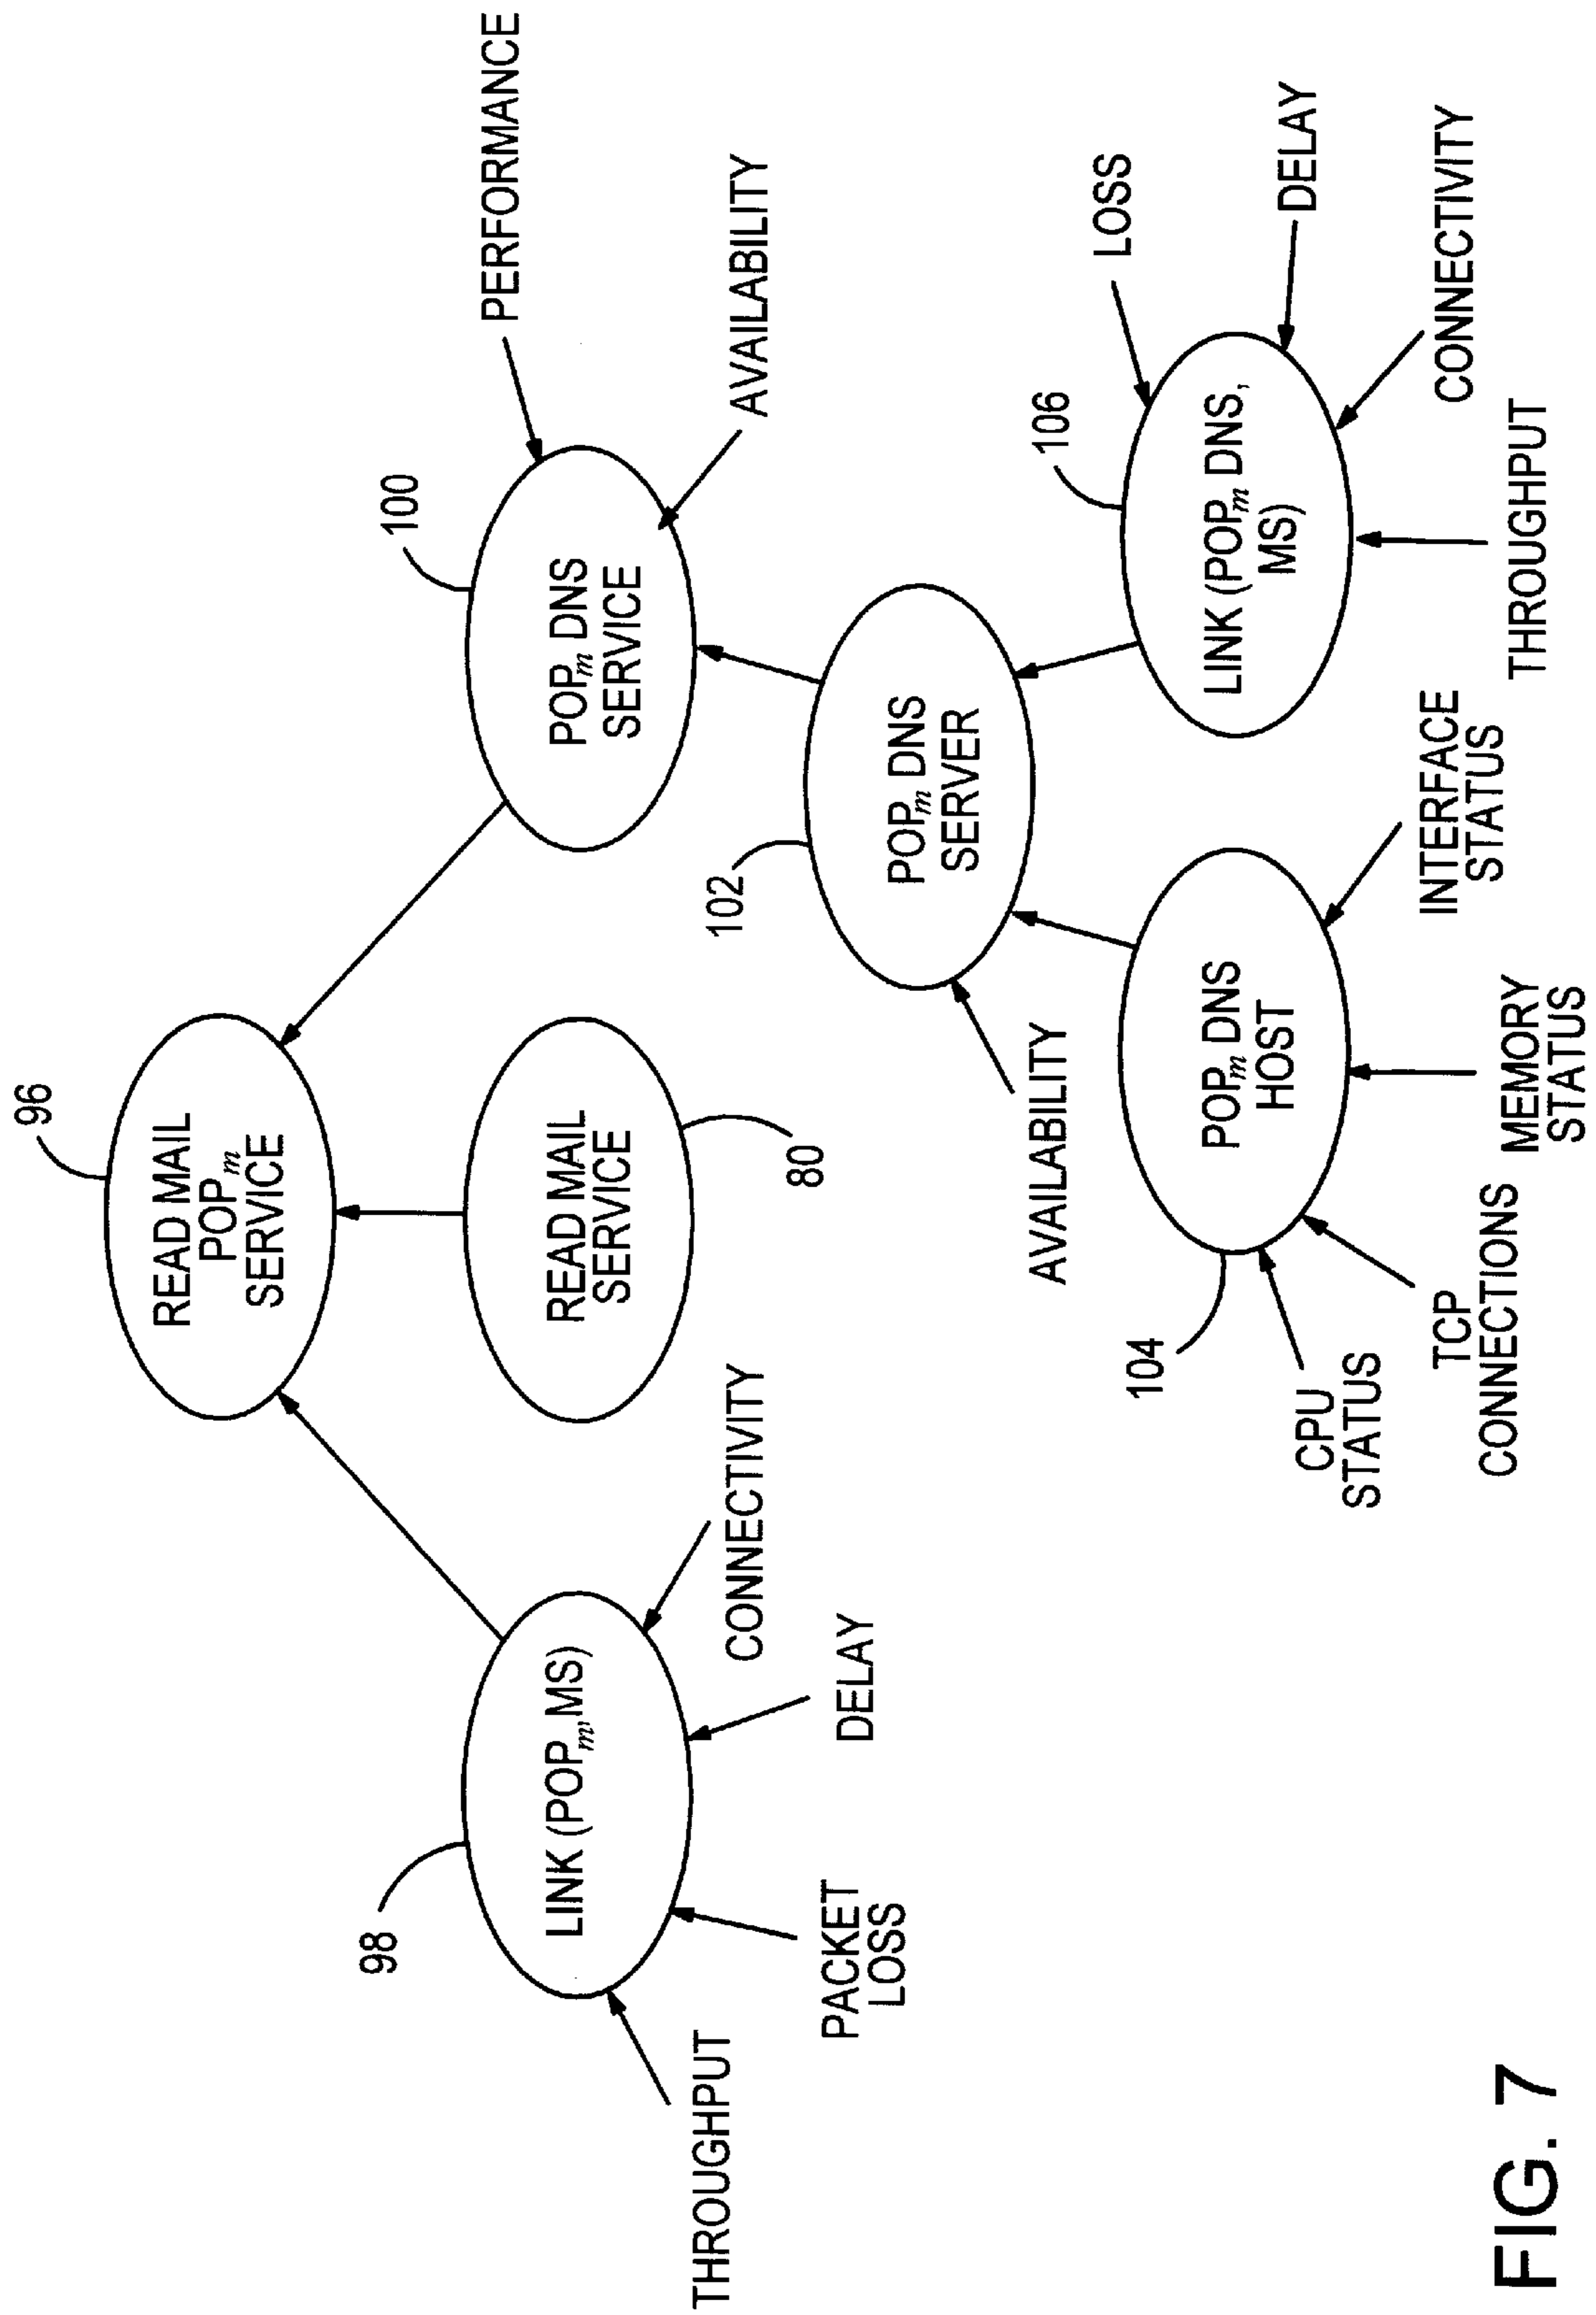 96
READ MAIL
POPm
SERVICE
98
LINK (POPm,MS)
THROUGHPUT
PACKET
LOSS
DELAY
CONNECTIVITY
READ MAIL
SERVICE
80
100
POPm DNS
SERVICE
PERFORMANCE
AVAILABILITY
102
POPm DNS
SERVER
AVAILABILITY
104
POPm DNS
HOST
CPU
STATUS
TCP
CONNECTIONS
MEMORY
STATUS
INTERFACE
STATUS
106
LINK (POPm DNS,
MS)
LOSS
DELAY
CONNECTIVITY
THROUGHPUT
FIG. 7